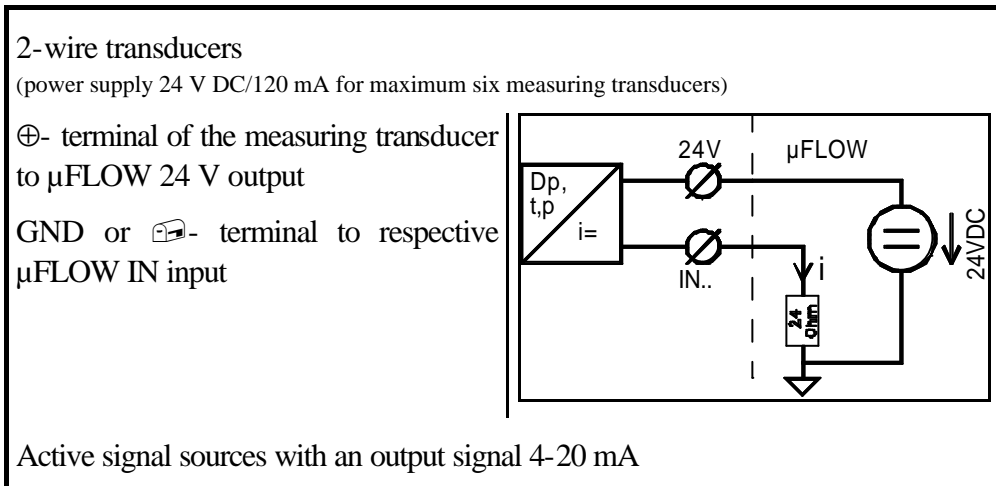 2-wire transducers
(power supply 24 V DC/120 mA for maximum six measuring transducers)
⊕- terminal of the measuring transducer
to µFLOW 24 V output
GND or - terminal to respective
µFLOW IN input
24V
µFLOW
Dp,
t,p
i=
IN..
i
24
Ohm
24VDC
Active signal sources with an output signal 4-20 mA